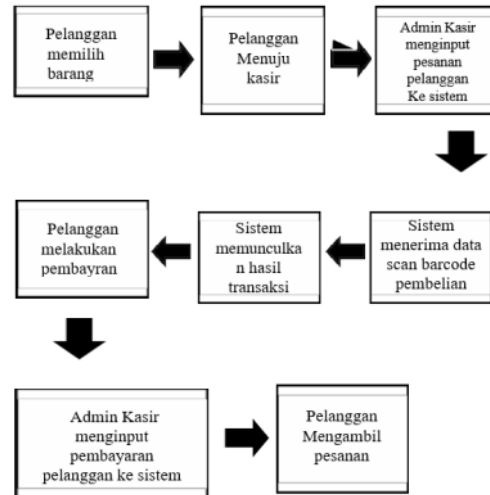 Pelanggan
memilih
barang
Pelanggan
Menuju
kasir
Admin Kasir
menginput
pesanan
pelanggan
Ke sistem
Sistem
menerima data
scan barcode
pembelian
Sistem
memunculka
n hasil
transaksi
Pelanggan
melakukan
pembayran
Admin Kasir
menginput
pembayaran
pelanggan ke sistem
Pelanggan
Mengambil
pesanan